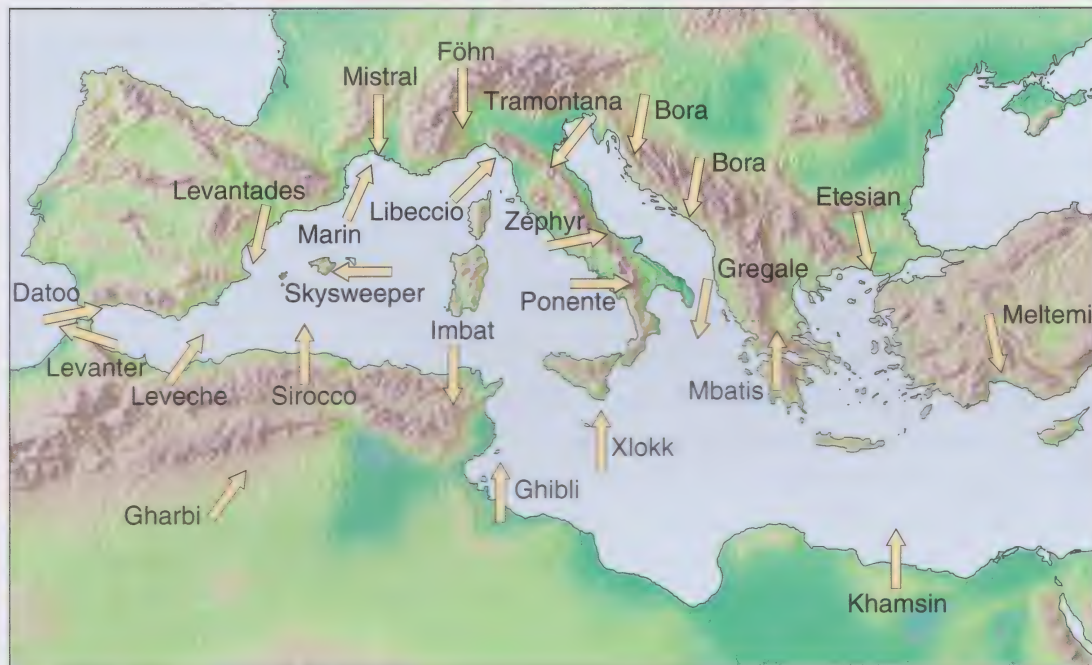 Föhn
Mistral
Tramontana
Bora
Bora
Levantades
Libeccio
Etesian
Marin
Zephyr
Gregale
Datoo
Skysweeper
Ponente
Meltemi
Imbat
Levanter
Leveche
Sirocco
Mbatis
Xlokk
Ghibli
Gharbi
Khamsin